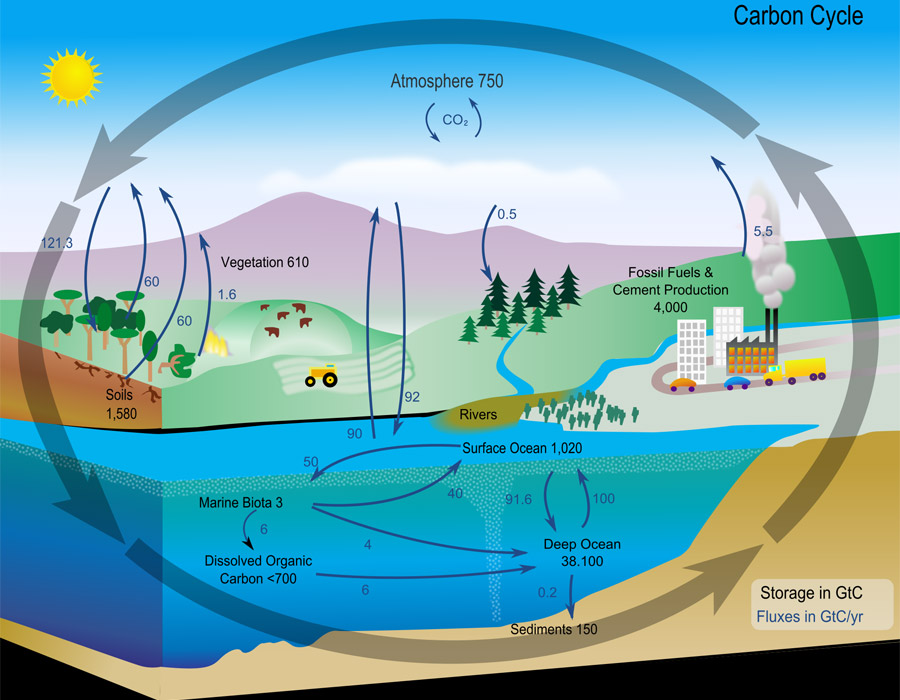 Carbon Cycle
Atmosphere 750
CO₂
121.3
60
60
1.6
Vegetation 610
0.5
5.5
Fossil Fuels &
Cement Production
4,000
Soils
1,580
92
90
Rivers
Surface Ocean 1,020
50
40
91.6
100
Marine Biota 3
6
4
Deep Ocean
38.100
Dissolved Organic
Carbon <700
6
0.2
Sediments 150
Storage in GtC
Fluxes in GtC/yr